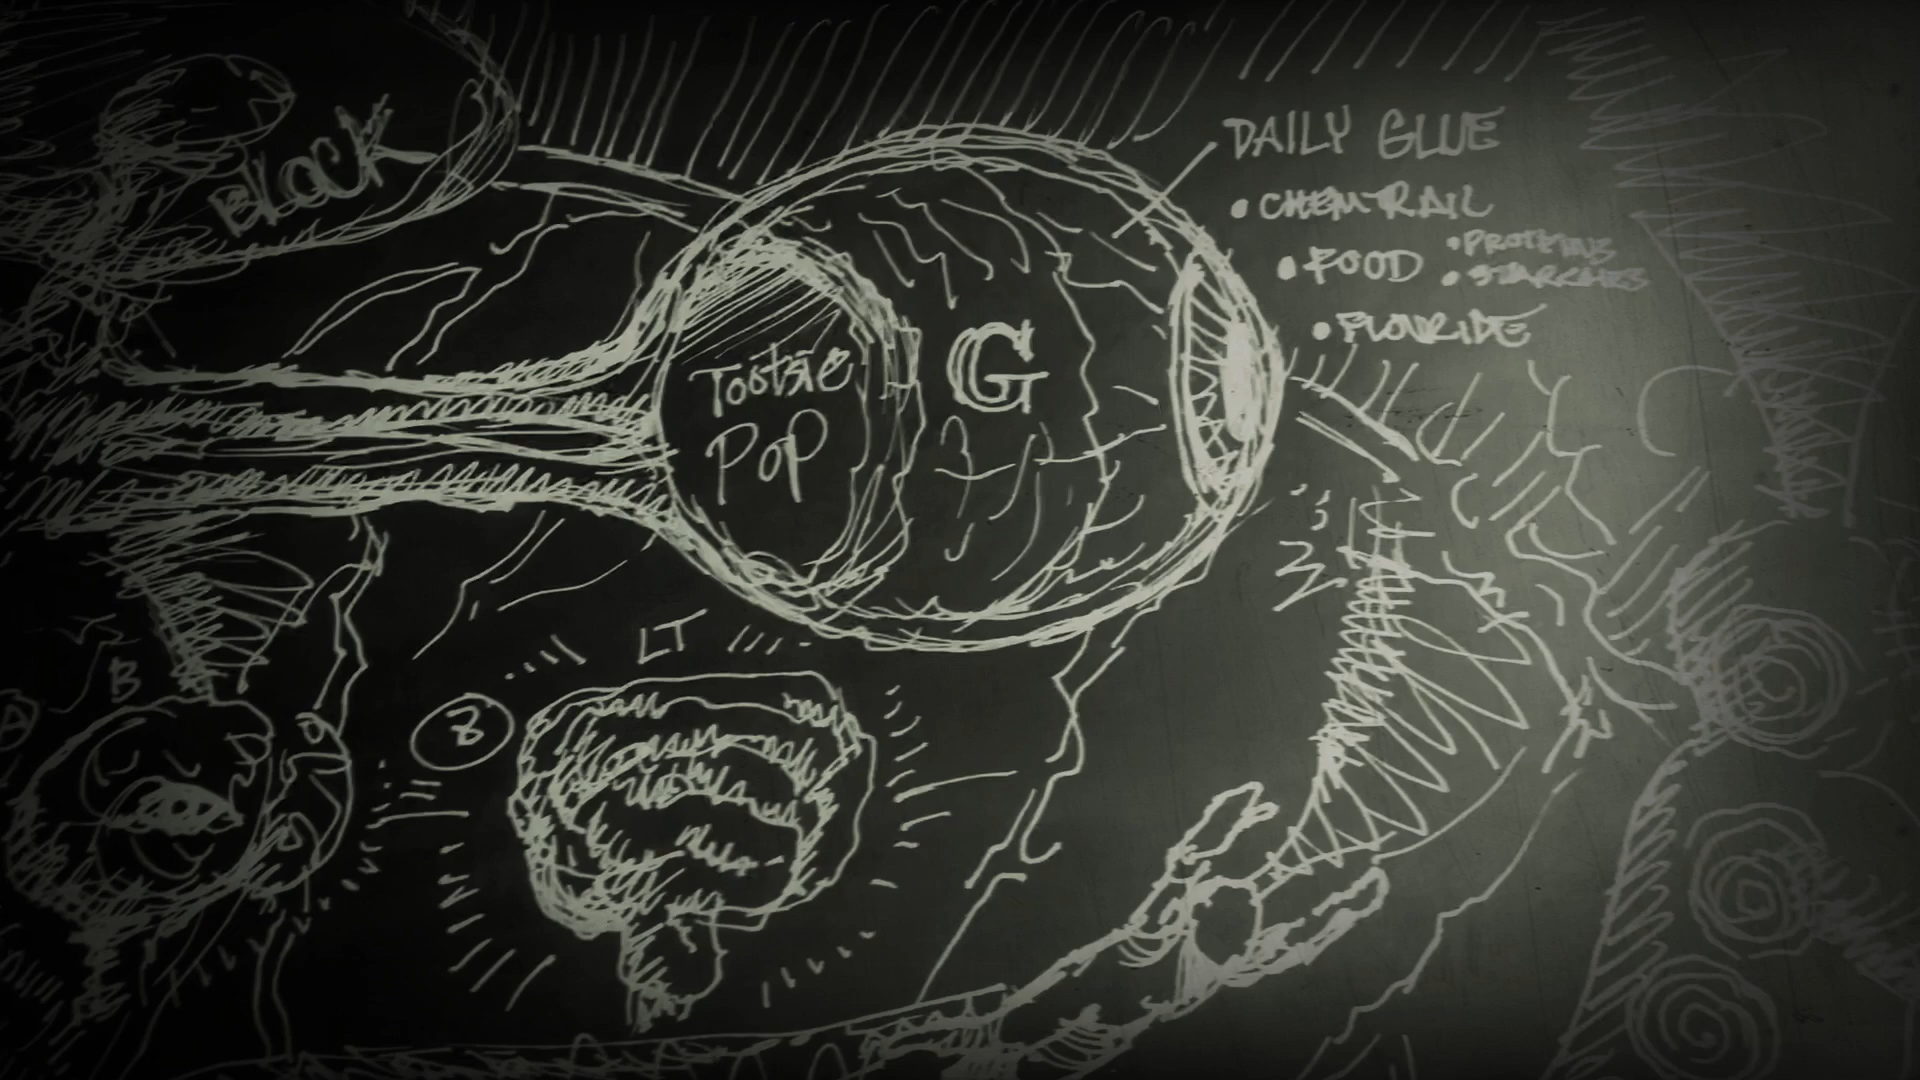 BLOCK
DAILY GLUE
• CHEMTRAIL
• FOOD
• PROTEINS
• STARCHES
• FLOURIDE
Tootsie
POP
G
LT
B
A